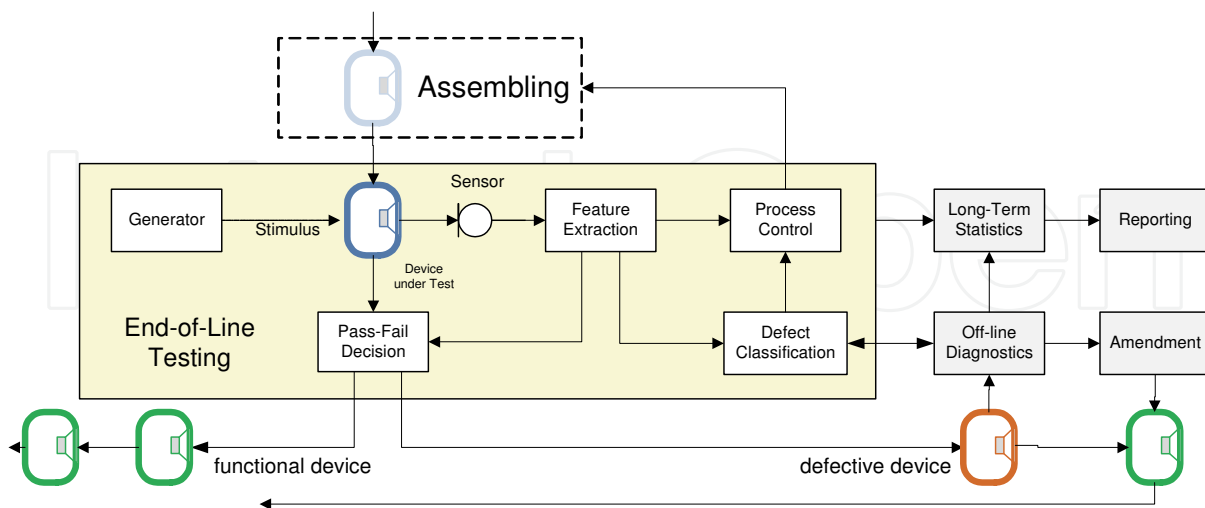 Assembling
Sensor
Generator
Stimulus
Feature
Extraction
Process
Control
Long-Term
Statistics
Reporting
Device
under Test
End-of-Line
Testing
Pass-Fail
Decision
Defect
Classification
Off-line
Diagnostics
Amendment
functional device
defective device